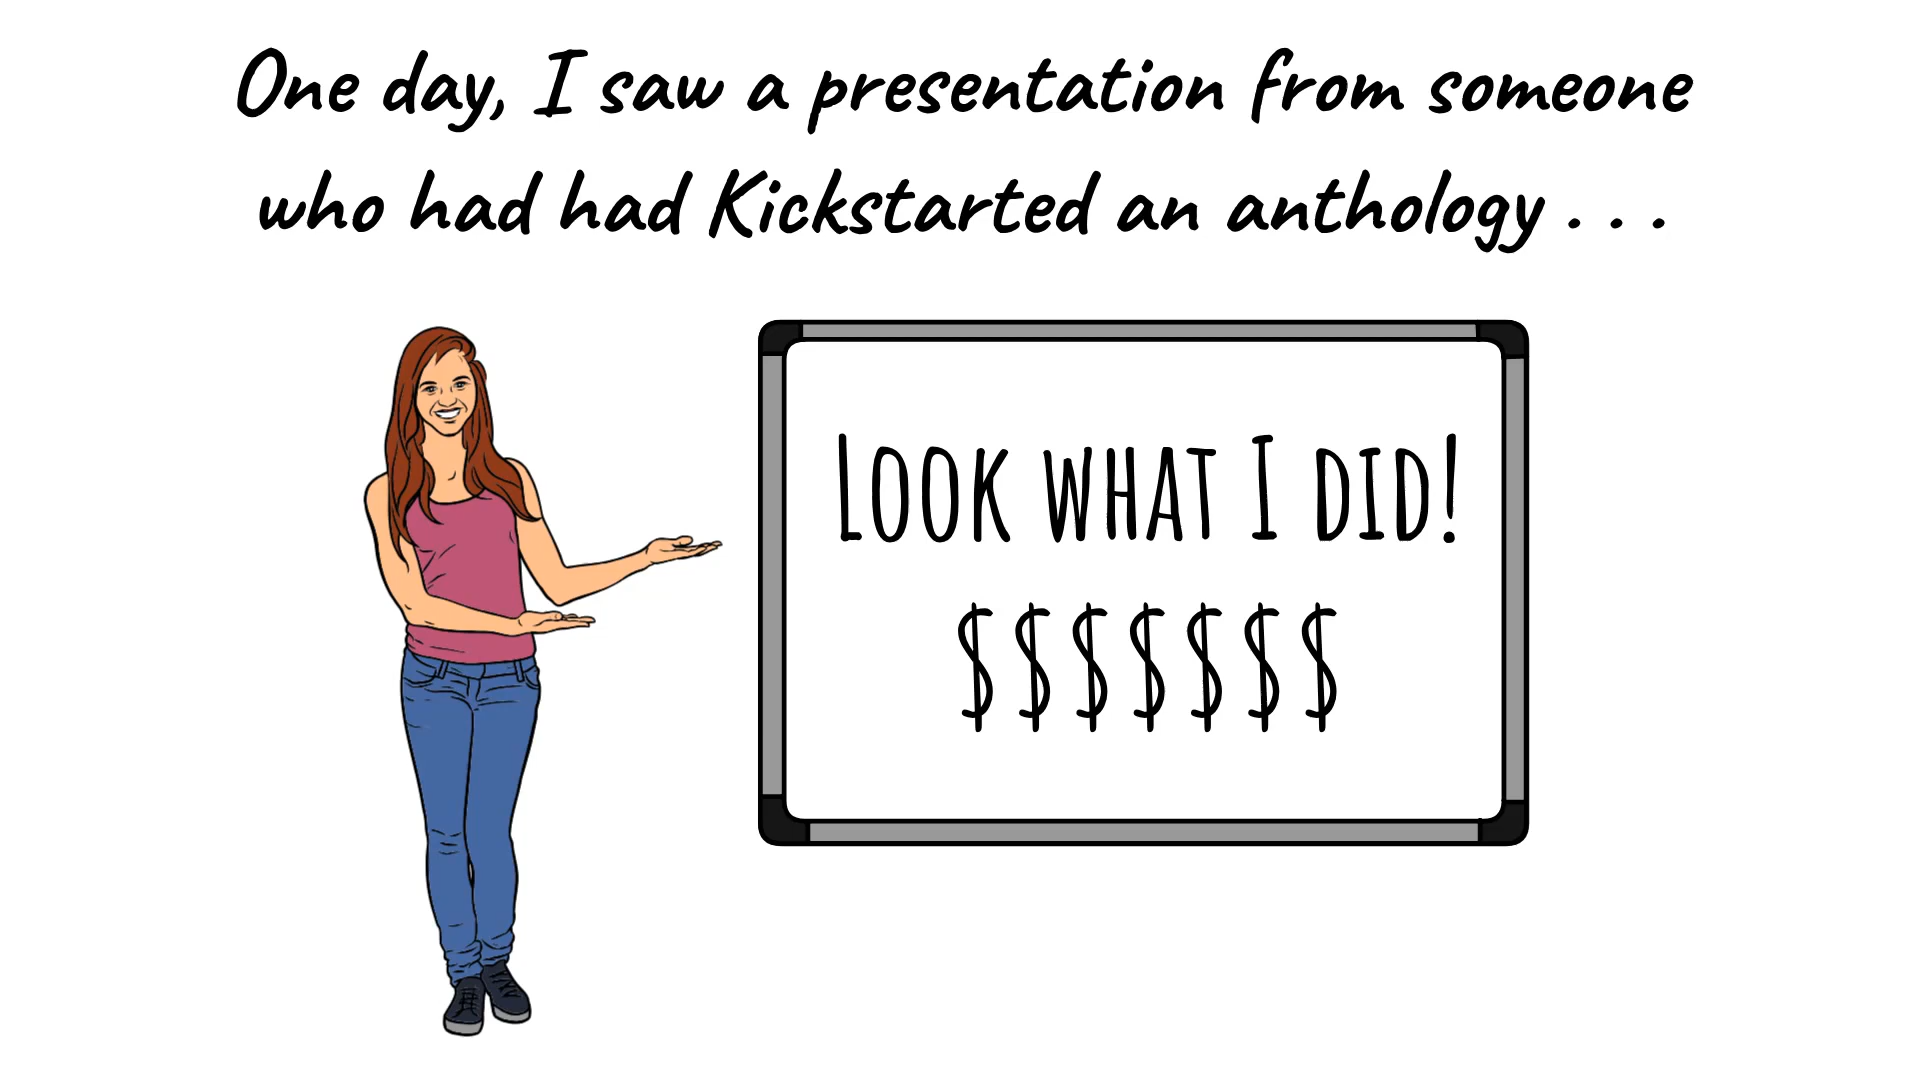 One day, I saw a presentation from someone
who had had Kickstarted an anthology . . .
Look what I did!
$$$$$$$